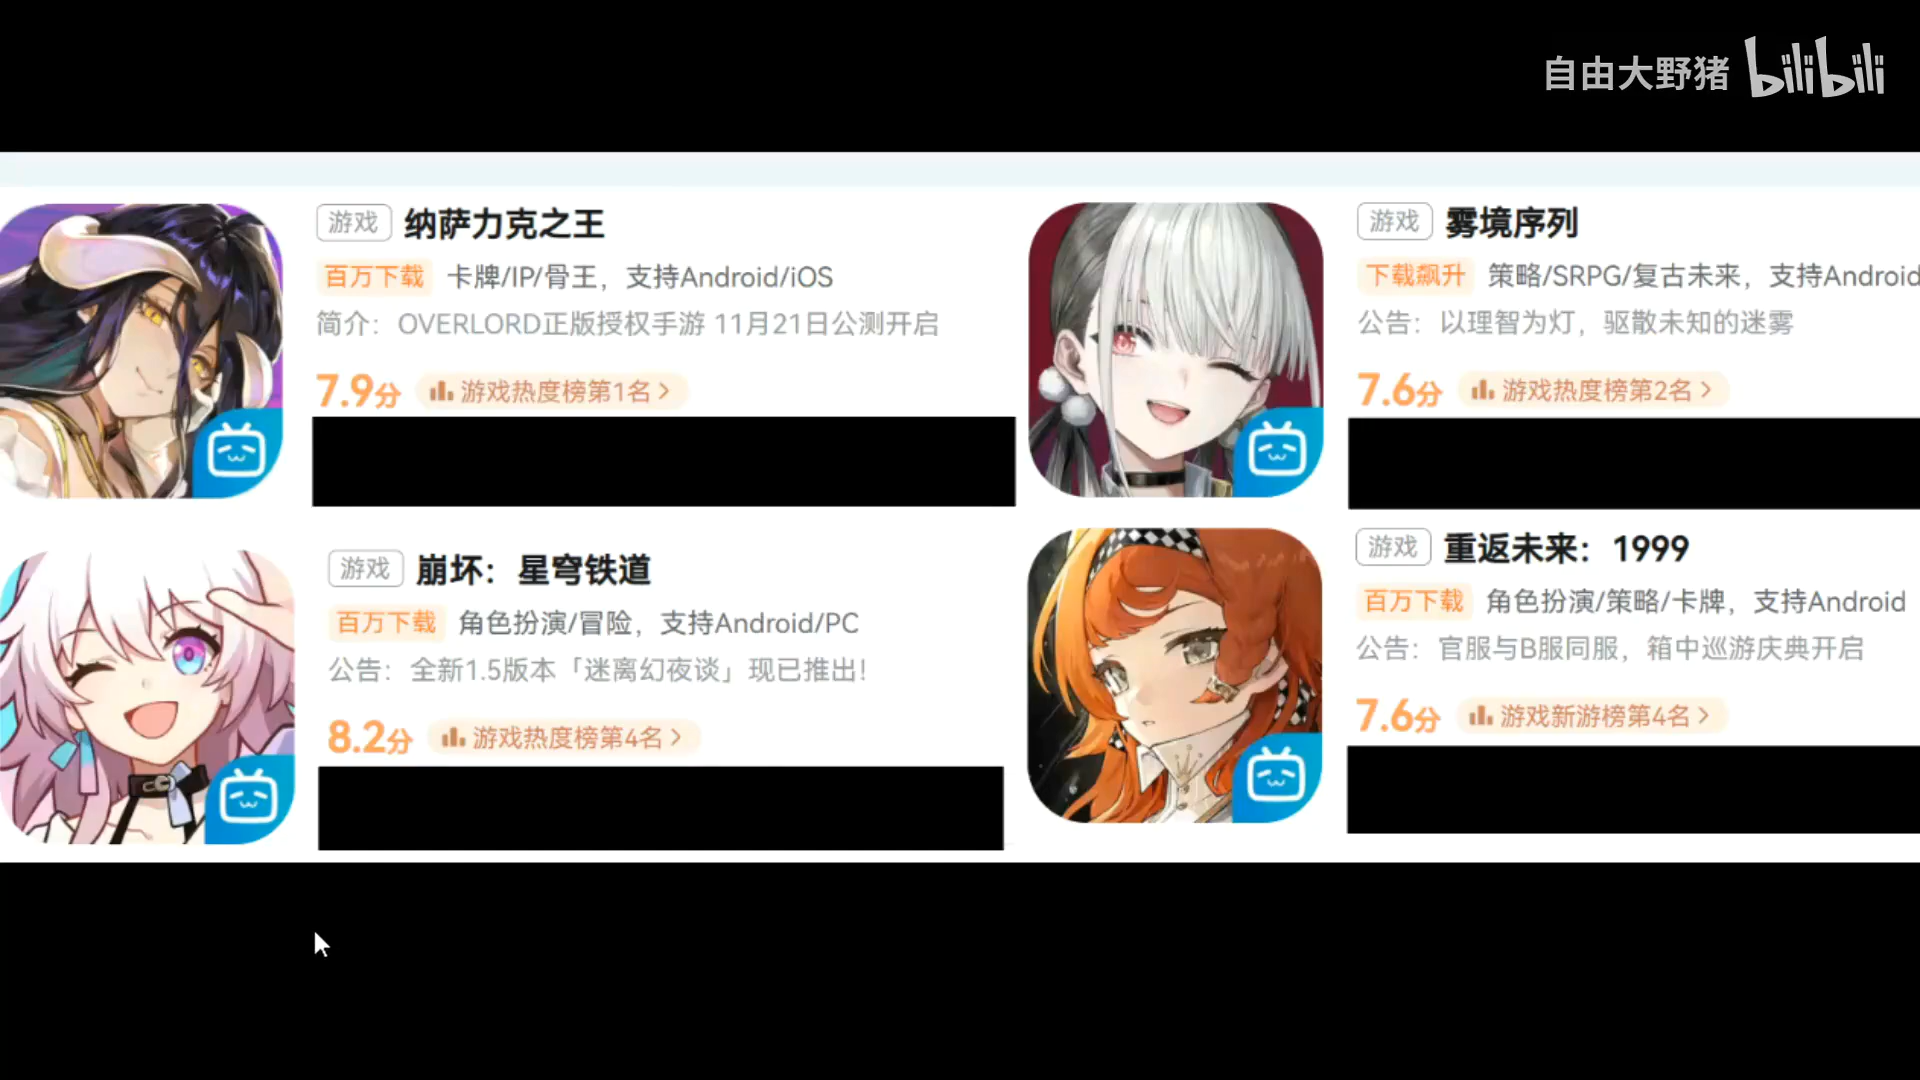 自由大野猪 bilibili
游戏 纳萨力克之王
百万下载 卡牌/IP/骨王，支持Android/iOS
简介：OVERLORD正版授权手游 11月21日公测开启
7.9分 游戏热度榜第1名 >
游戏 雾境序列
下载飙升 策略/SRPG/复古未来，支持Android
公告：以理智为灯，驱散未知的迷雾
7.6分 游戏热度榜第2名 >
游戏 崩坏：星穹铁道
百万下载 角色扮演/冒险，支持Android/PC
公告：全新1.5版本「迷离幻夜谈」现已推出！
8.2分 游戏热度榜第4名 >
游戏 重返未来：1999
百万下载 角色扮演/策略/卡牌，支持Android
公告：官服与B服同服，箱中巡游庆典开启
7.6分 游戏新游榜第4名 >